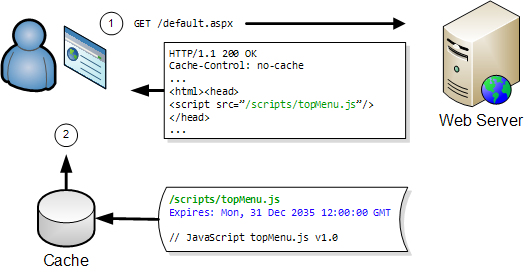 1
GET /default.aspx
HTTP/1.1 200 OK
Cache-Control: no-cache
...
<html><head>
<script src=”/scripts/topMenu.js”/>
</head>
...
Web Server
2
/scripts/topMenu.js
Expires: Mon, 31 Dec 2035 12:00:00 GMT
// JavaScript topMenu.js v1.0
Cache